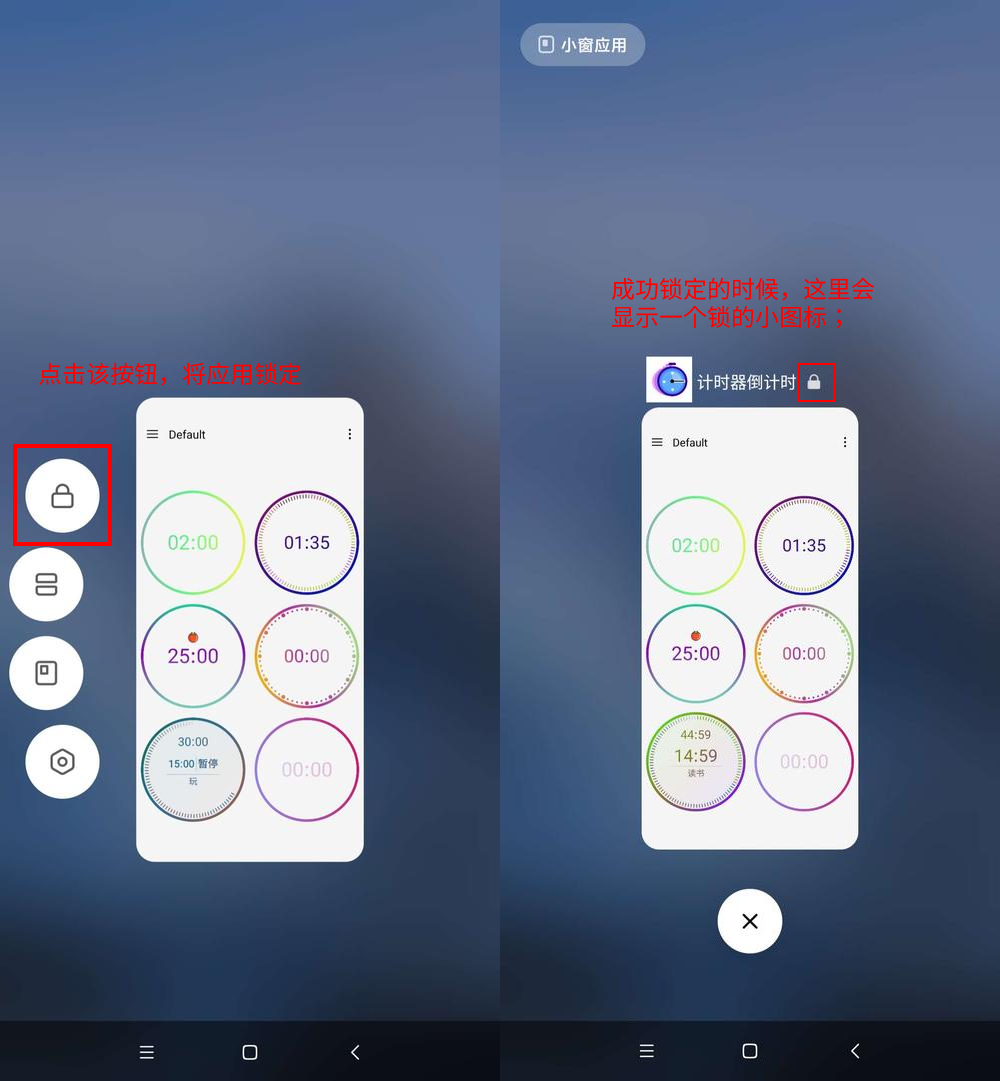 点击该按钮，将应用锁定
Default
02:00
01:35
25:00
00:00
30:00
15:00 暂停
玩
00:00
小窗应用
成功锁定的时候，这里会
显示一个锁的小图标；
计时器倒计时
Default
02:00
01:35
25:00
00:00
44:59
14:59
读书
00:00